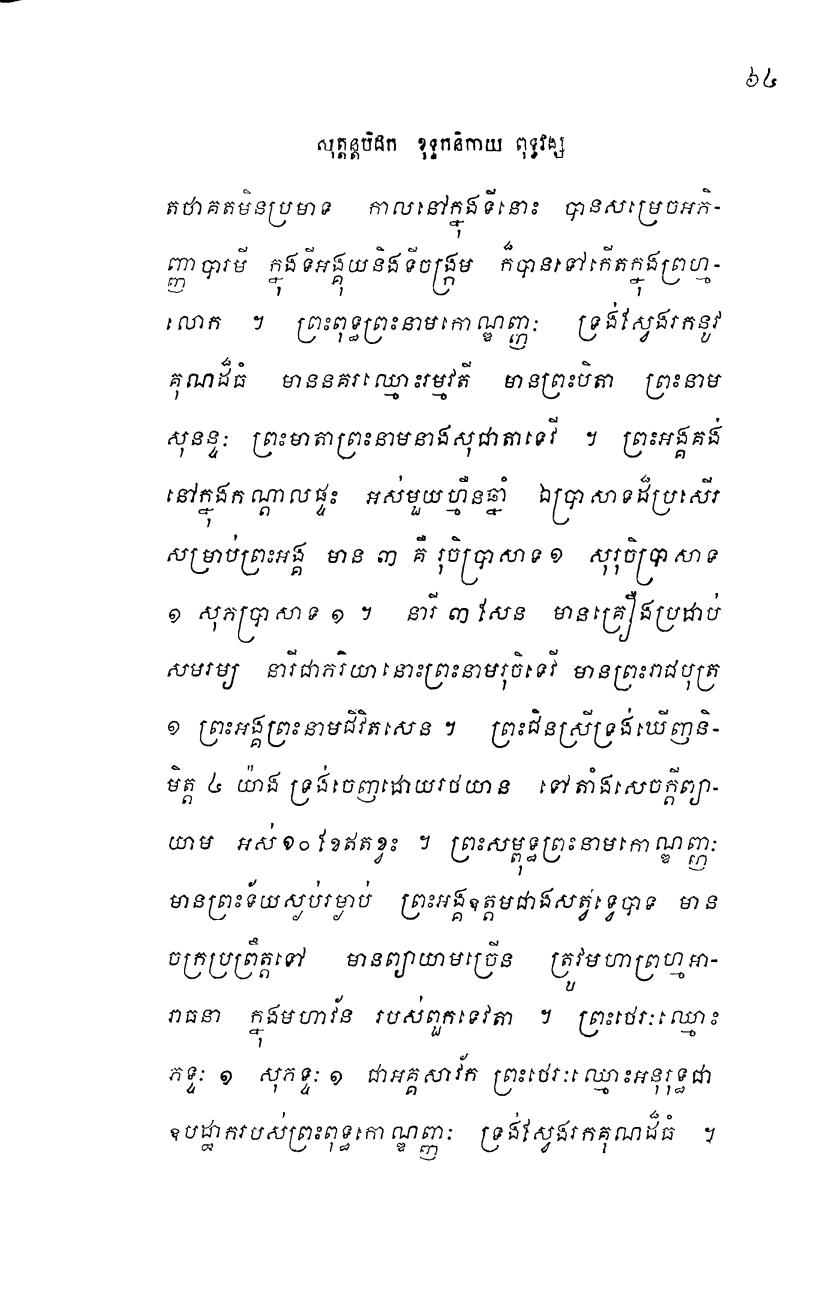 ៦៤
សុត្តន្តបិដក ខុទ្ទកនិកាយ ពុទ្ធវង្ស
តថាគតមិនប្រមាទ កាលនៅក្នុងទីនោះ បានសម្រេចអភិ-
ញ្ញាបារមី ក្នុងទីអង្គុយនិងទីចង្ក្រម ក៏បានទៅកើតក្នុងព្រហ្ម-
លោក ។ ព្រះពុទ្ធព្រះនាមកោណ្ឌញ្ញៈ ទ្រង់ស្វែងរកនូវ
គុណដ៏ធំ មាននគរឈ្មោះរម្មវតី មានព្រះបិតា ព្រះនាម
សុនន្ទៈ ព្រះមាតាព្រះនាមនាងសុជាតាទេវី ។ ព្រះអង្គគង់
នៅក្នុងកណ្តាលផ្ទះ អស់មួយហ្មឺនឆ្នាំ ឯប្រាសាទដ៏ប្រសើរ
សម្រាប់ព្រះអង្គ មាន ៣ គឺ រុចិប្រាសាទ ១ សុរុចិប្រាសាទ
១ សុភប្រាសាទ ១ ។ នារី ៣ សែន មានគ្រឿងប្រដាប់
សមរម្យ នារីជាភរិយានោះព្រះនាមរុចិទេវី មានព្រះរាជបុត្រ
១ ព្រះអង្គព្រះនាមជីវិតសេន ។ ព្រះជិនស្រីទ្រង់ឃើញនិ-
មិត្ត ៤ យ៉ាង ទ្រង់ចេញដោយរថយាន ទៅតាំងសេចក្តីព្យា-
យាម អស់ ១០ ខែឥតខ្វះ ។ ព្រះសម្ពុទ្ធព្រះនាមកោណ្ឌញ្ញៈ
មានព្រះទ័យស្ងប់រម្ងាប់ ព្រះអង្គឧត្តមជាងសត្វទ្វេបាទ មាន
ចក្រប្រព្រឹត្តទៅ មានព្យាយាមច្រើន ត្រូវមហាព្រហ្មអា-
រាធនា ក្នុងមហាវ័ន របស់ពួកទេវតា ។ ព្រះថេរៈឈ្មោះ
ភទ្ទៈ ១ សុភទ្ទៈ ១ ជាអគ្គសាវ័ក ព្រះថេរៈឈ្មោះអនុរុទ្ធជា
ឧបដ្ឋាករបស់ព្រះពុទ្ធកោណ្ឌញ្ញៈ ទ្រង់ស្វែងរកគុណដ៏ធំ ។